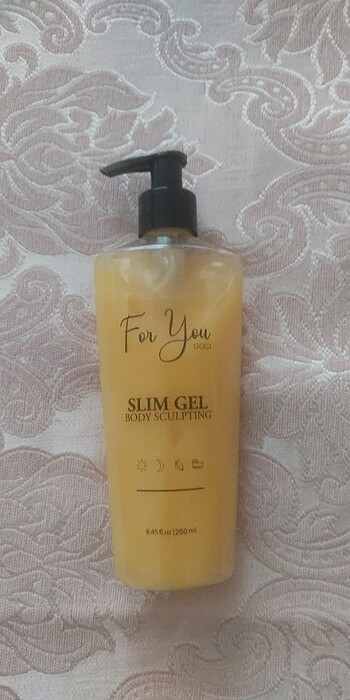 For You
GOLD
SLIM GEL
BODY SCULPTING
8.45 fl.oz | 250 mL